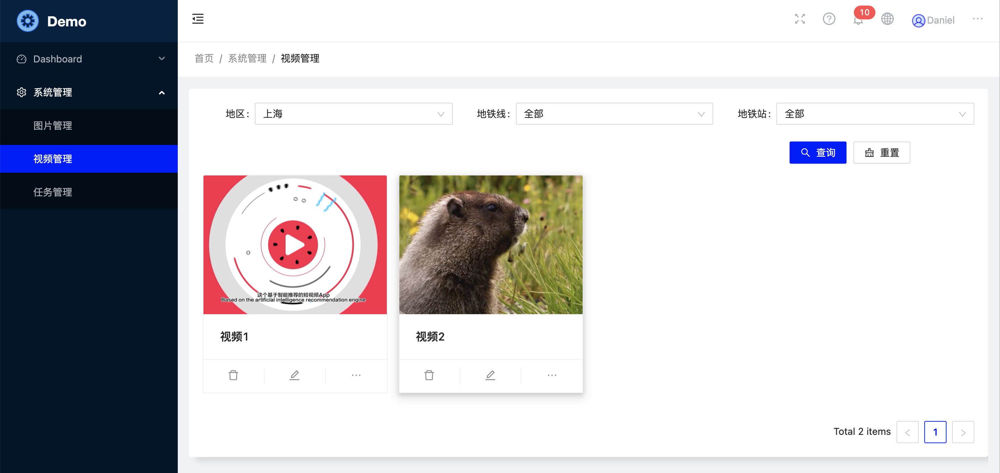 Demo
10
Daniel
Dashboard
系统管理
图片管理
视频管理
任务管理
首页 / 系统管理 / 视频管理
地区: 上海 地铁线: 全部 地铁站: 全部
查询 重置
这个基于智能推荐的短视频App
Based on the artificial intelligence recommendation engine
视频1
视频2
Total 2 items < 1 >